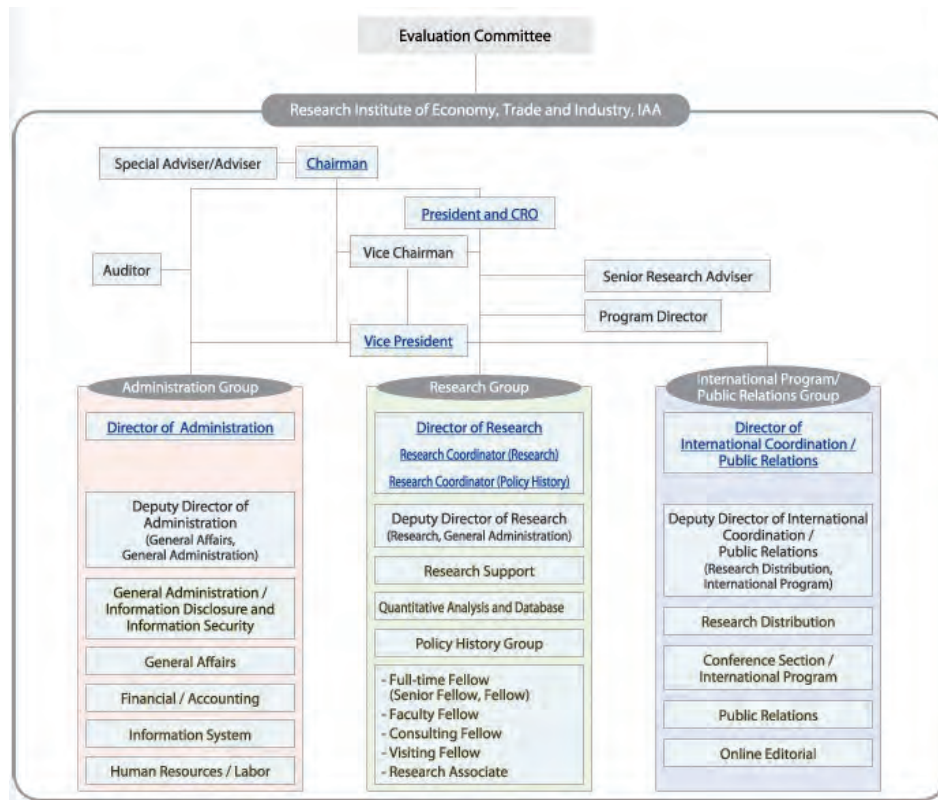 Evaluation Committee
Research Institute of Economy, Trade and Industry, IAA
Special Adviser/Adviser
Chairman
President and CRO
Vice Chairman
Auditor
Senior Research Adviser
Program Director
Vice President
Administration Group
Director of Administration
Deputy Director of
Administration
(General Affairs,
General Administration)
General Administration /
Information Disclosure and
Information Security
General Affairs
Financial / Accounting
Information System
Human Resources / Labor
Research Group
Director of Research
Research Coordinator (Research)
Research Coordinator (Policy History)
Deputy Director of Research
(Research, General Administration)
Research Support
Quantitative Analysis and Database
Policy History Group
- Full-time Fellow
(Senior Fellow, Fellow)
- Faculty Fellow
- Consulting Fellow
- Visiting Fellow
- Research Associate
International Program/
Public Relations Group
Director of
International Coordination /
Public Relations
Deputy Director of International
Coordination /
Public Relations
(Research Distribution,
International Program)
Research Distribution
Conference Section /
International Program
Public Relations
Online Editorial